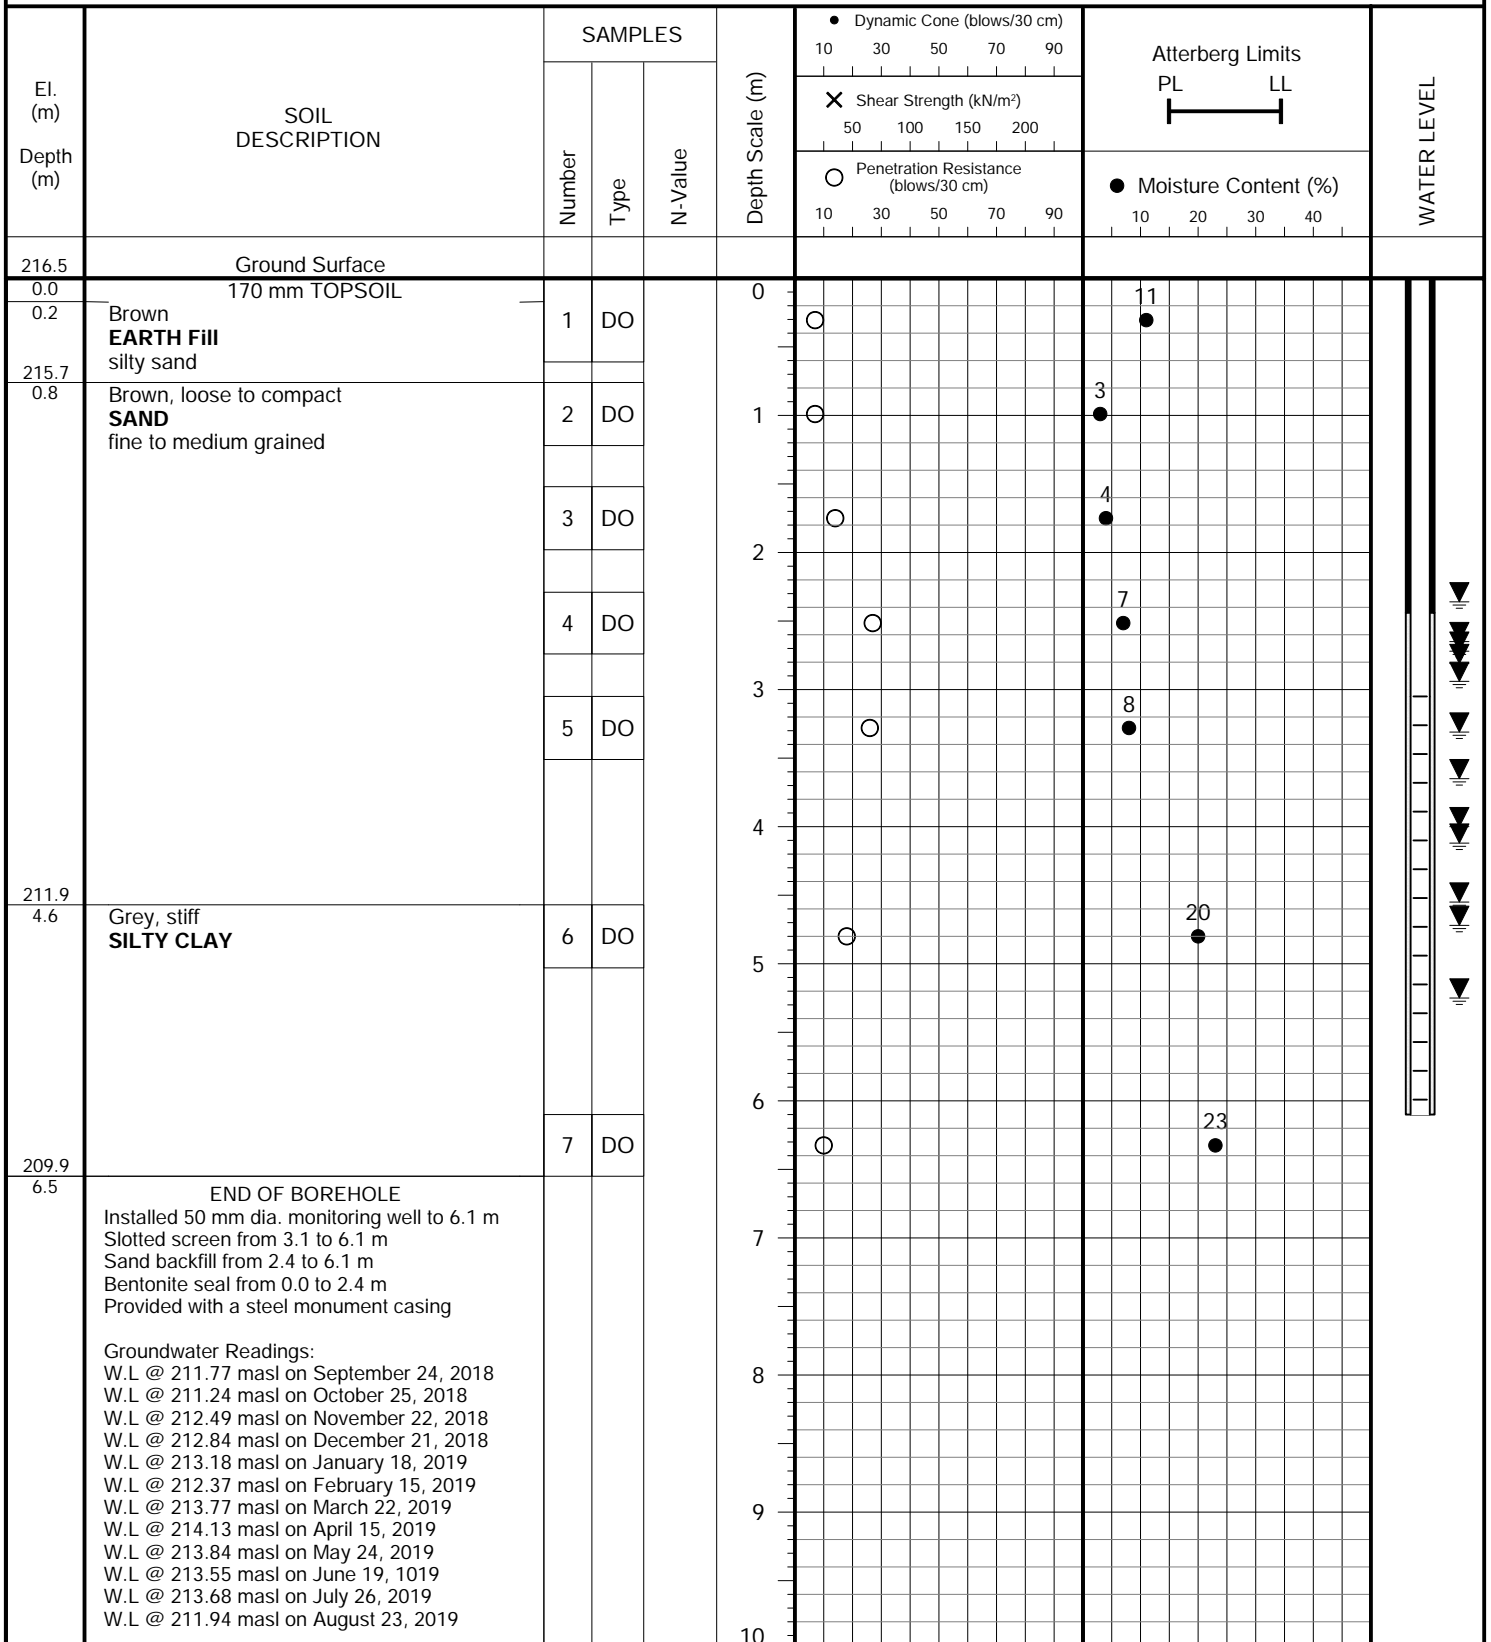 El.
(m)
Depth
(m)
SOIL
DESCRIPTION
SAMPLES
Number
Type
N-Value
Depth Scale (m)
Dynamic Cone (blows/30 cm)
10 30 50 70 90
Shear Strength (kN/m²)
50 100 150 200
Penetration Resistance
(blows/30 cm)
10 30 50 70 90
Atterberg Limits
PL LL
Moisture Content (%)
10 20 30 40
WATER LEVEL
216.5 Ground Surface
0.0 170 mm TOPSOIL
0
0.2 Brown
EARTH Fill
silty sand
1 DO
11
215.7
0.8 Brown, loose to compact
SAND
fine to medium grained
2 DO
1
3
3 DO
4
2
4 DO
7
3
5 DO
8
4
211.9
4.6 Grey, stiff
SILTY CLAY
6 DO
20
5
6
7 DO
23
209.9
6.5
END OF BOREHOLE
Installed 50 mm dia. monitoring well to 6.1 m
Slotted screen from 3.1 to 6.1 m
Sand backfill from 2.4 to 6.1 m
Bentonite seal from 0.0 to 2.4 m
Provided with a steel monument casing
7
Groundwater Readings:
W.L @ 211.77 masl on September 24, 2018
W.L @ 211.24 masl on October 25, 2018
W.L @ 212.49 masl on November 22, 2018
W.L @ 212.84 masl on December 21, 2018
W.L @ 213.18 masl on January 18, 2019
W.L @ 212.37 masl on February 15, 2019
W.L @ 213.77 masl on March 22, 2019
W.L @ 214.13 masl on April 15, 2019
W.L @ 213.84 masl on May 24, 2019
W.L @ 213.55 masl on June 19, 1019
W.L @ 213.68 masl on July 26, 2019
W.L @ 211.94 masl on August 23, 2019
8
9
10